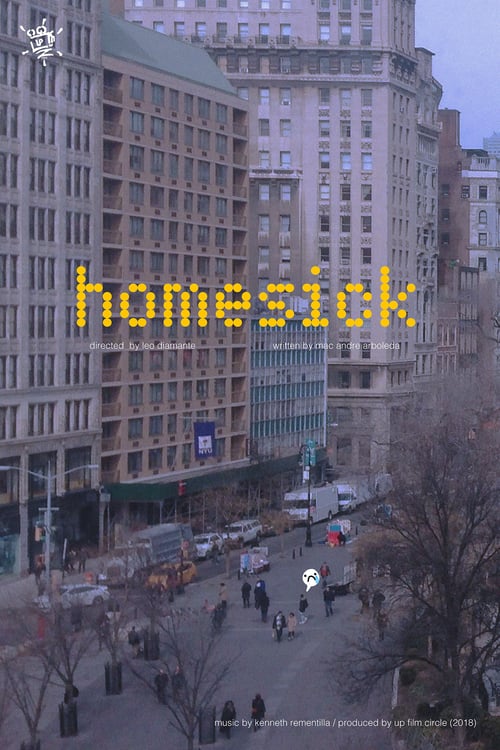 homesick
directed by leo diamante
written by mac andre arboleda
NYU
music by kenneth rementilla / produced by up film circle (2018)